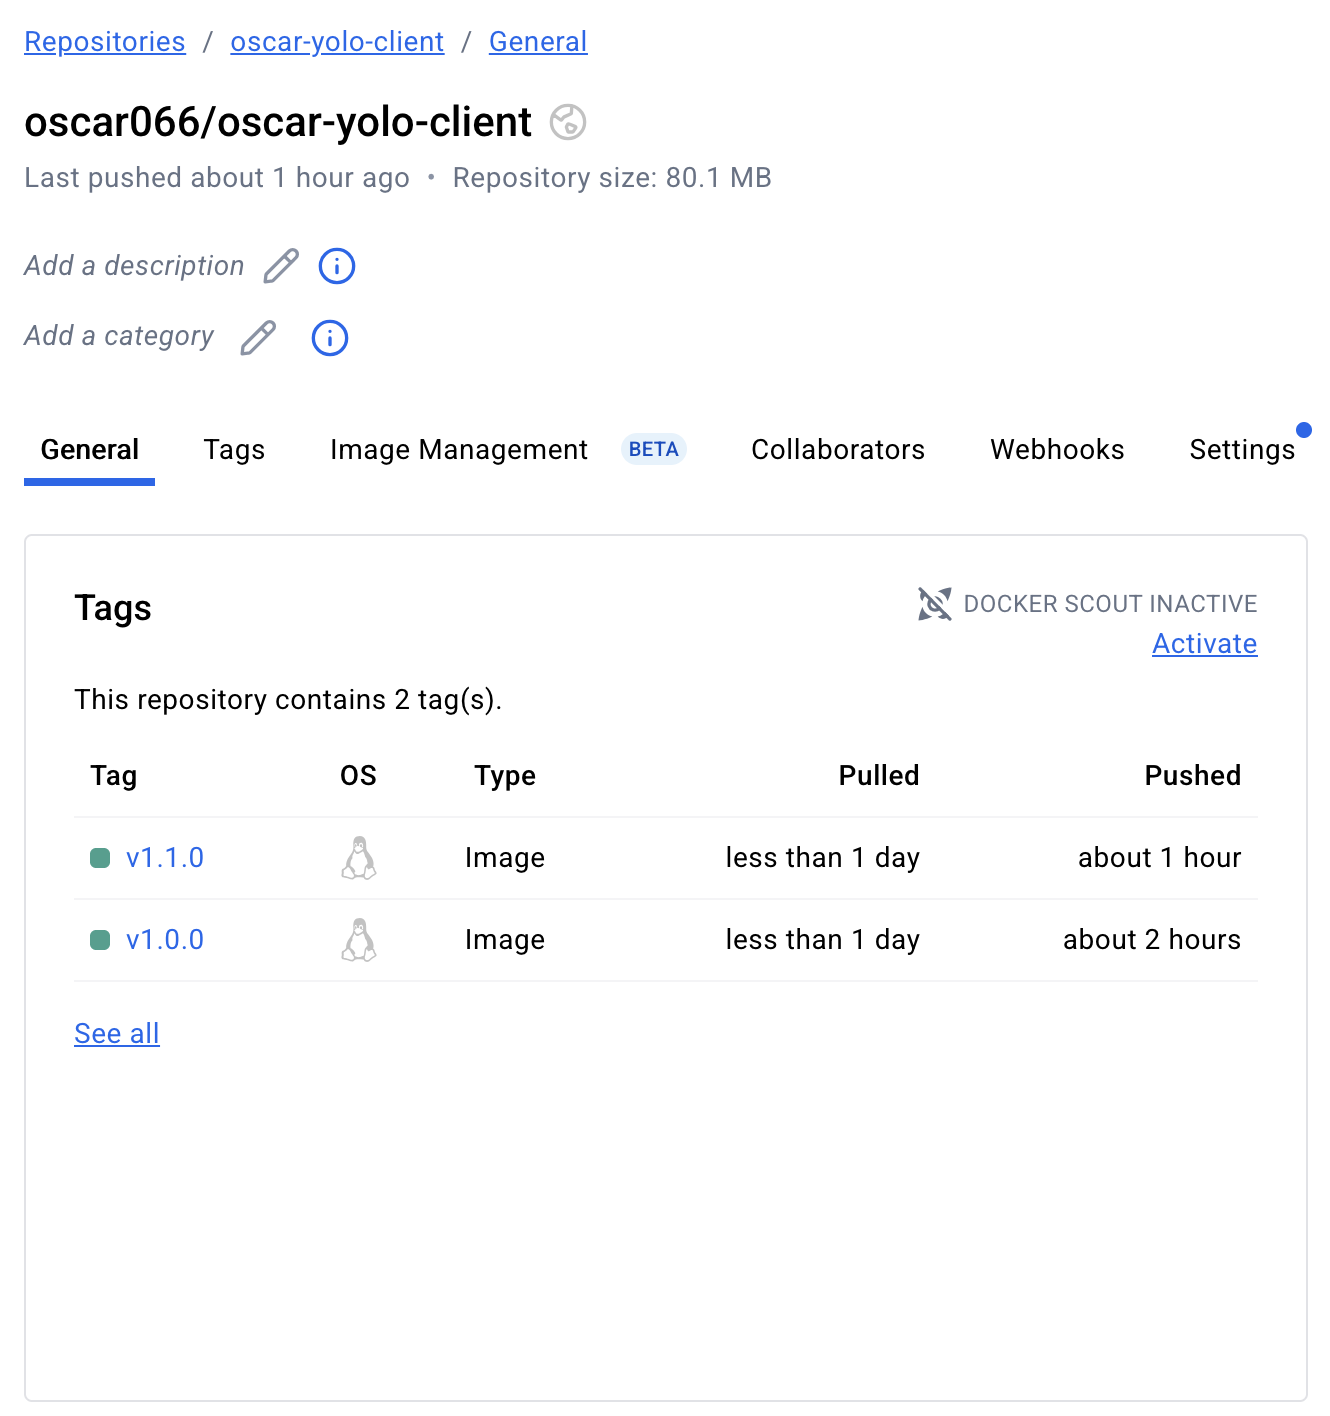 Repositories / oscar-yolo-client / General
oscar066/oscar-yolo-client
Last pushed about 1 hour ago • Repository size: 80.1 MB
Add a description
Add a category
General Tags Image Management BETA Collaborators Webhooks Settings
Tags
DOCKER SCOUT INACTIVE
Activate
This repository contains 2 tag(s).
Tag OS Type Pulled Pushed
v1.1.0 Image less than 1 day about 1 hour
v1.0.0 Image less than 1 day about 2 hours
See all